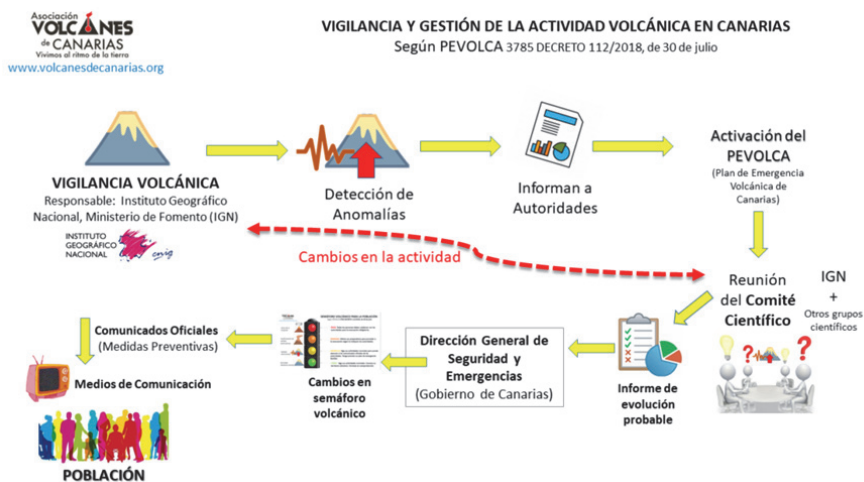 Asociación
VOLCANES
de CANARIAS
Vivimos al ritmo de la tierra
www.volcanesdecanarias.org
VIGILANCIA Y GESTIÓN DE LA ACTIVIDAD VOLCÁNICA EN CANARIAS
Según PEVOLCA 3785 DECRETO 112/2018, de 30 de julio
VIGILANCIA VOLCÁNICA
Responsable: Instituto Geográfico
Nacional, Ministerio de Fomento (IGN)
INSTITUTO
GEOGRÁFICO
NACIONAL
cnig
Detección de
Anomalías
Informan a
Autoridades
Activación del
PEVOLCA
(Plan de Emergencia
Volcánica de
Canarias)
Cambios en la actividad
Reunión
del Comité
Científico
IGN
+
Otros grupos
científicos
Informe de
evolución
probable
Dirección General de
Seguridad y
Emergencias
(Gobierno de Canarias)
Cambios en
semáforo
volcánico
Comunicados Oficiales
(Medidas Preventivas)
Medios de Comunicación
POBLACIÓN